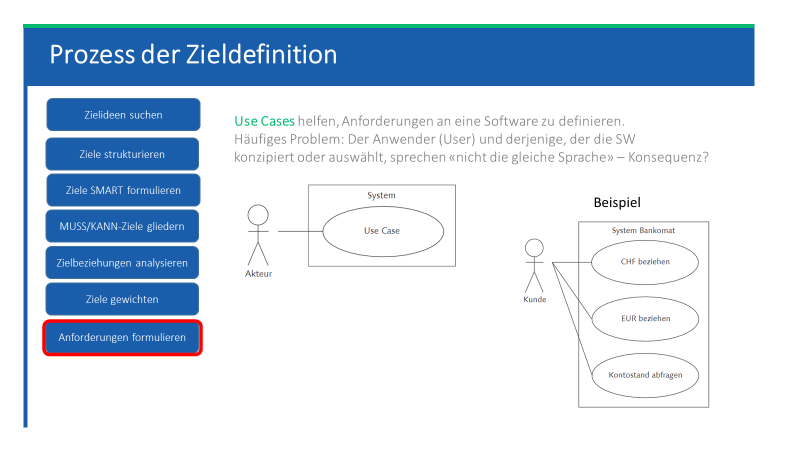 Prozess der Zieldefinition
Zielideen suchen
Ziele strukturieren
Ziele SMART formulieren
MUSS/KANN-Ziele gliedern
Zielbeziehungen analysieren
Ziele gewichten
Anforderungen formulieren
Use Cases helfen, Anforderungen an eine Software zu definieren.
Häufiges Problem: Der Anwender (User) und derjenige, der die SW
konzipiert oder auswählt, sprechen «nicht die gleiche Sprache» – Konsequenz?
System
Use Case
Akteur
Beispiel
System Bankomat
CHF beziehen
Kunde
EUR beziehen
Kontostand abfragen